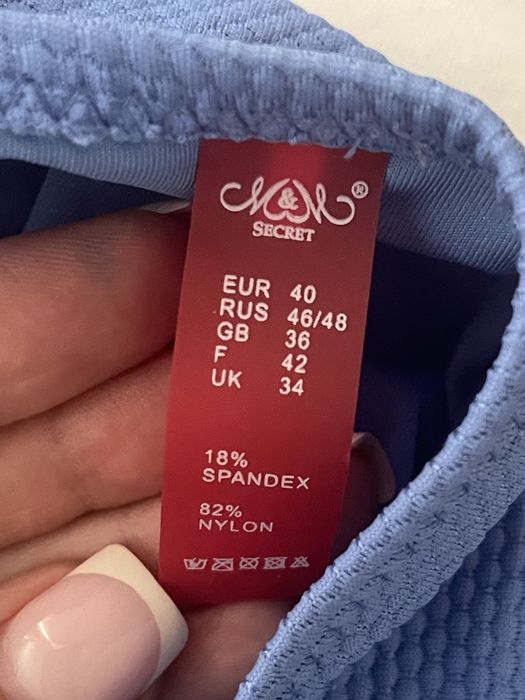 M&M®
SECRET
EUR 40
RUS 46/48
GB 36
F 42
UK 34
18%
SPANDEX
82%
NYLON